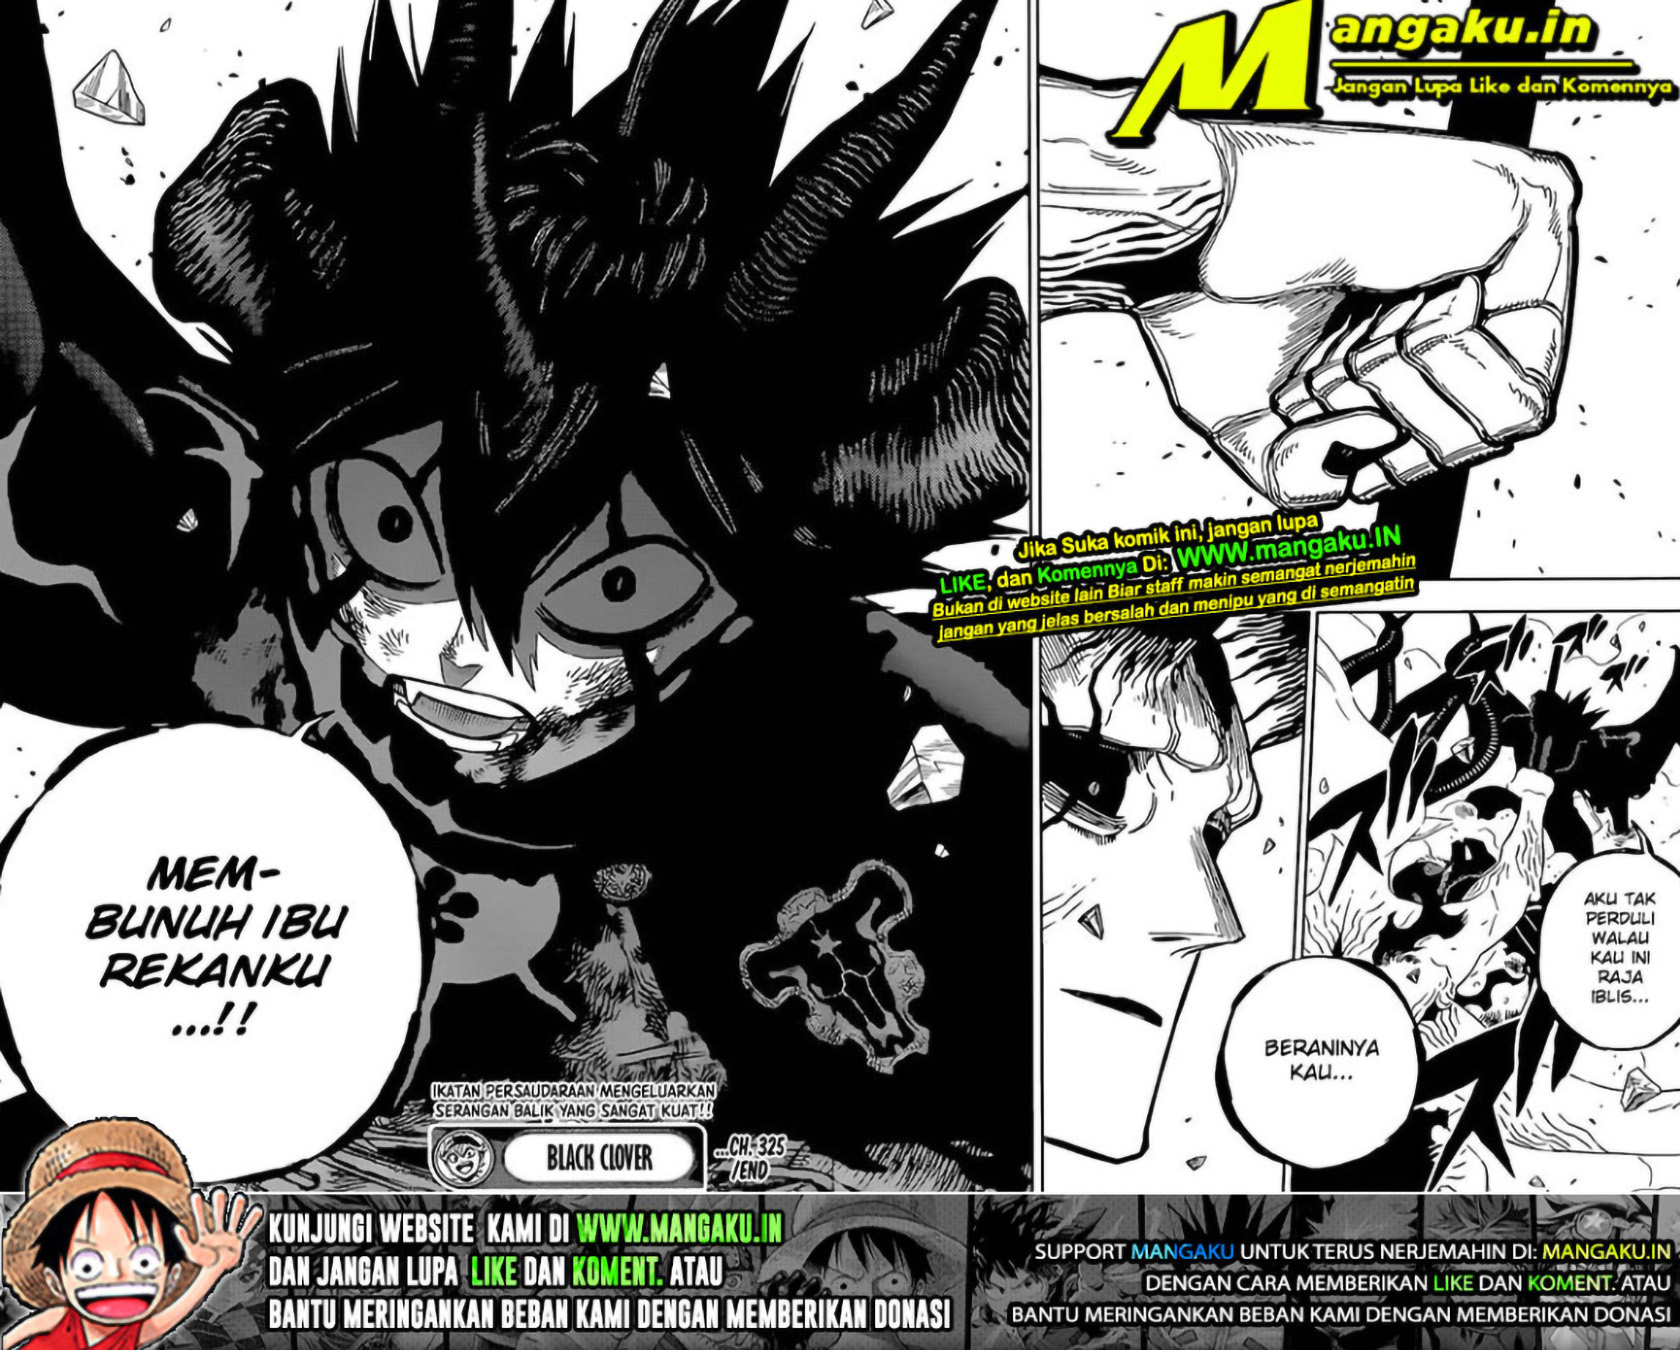 Mangaku.in
Jangan Lupa Like dan Komennya
Jika Suka komik ini, jangan lupa
LIKE, dan Komennya Di: WWW.mangaku.IN
Bukan di website lain Biar staff makin semangat nerjemahin
jangan yang jelas bersalah dan menipu yang di semangatin
AKU TAK
PERDULI
WALAU
KAU INI
RAJA
IBLIS...
BERANINYA
KAU...
MEM-
BUNUH IBU
REKANKU
...!!
IKATAN PERSAUDARAAN MENGELUARKAN
SERANGAN BALIK YANG SANGAT KUAT!!
BLACK CLOVER
...CH. 325
/END
KUNJUNGI WEBSITE KAMI DI WWW.MANGAKU.IN
DAN JANGAN LUPA LIKE DAN KOMENT. ATAU
BANTU MERINGANKAN BEBAN KAMI DENGAN MEMBERIKAN DONASI
SUPPORT MANGAKU UNTUK TERUS NERJEMAHIN DI: MANGAKU.IN
DENGAN CARA MEMBERIKAN LIKE DAN KOMENT. ATAU
BANTU MERINGANKAN BEBAN KAMI DENGAN MEMBERIKAN DONASI